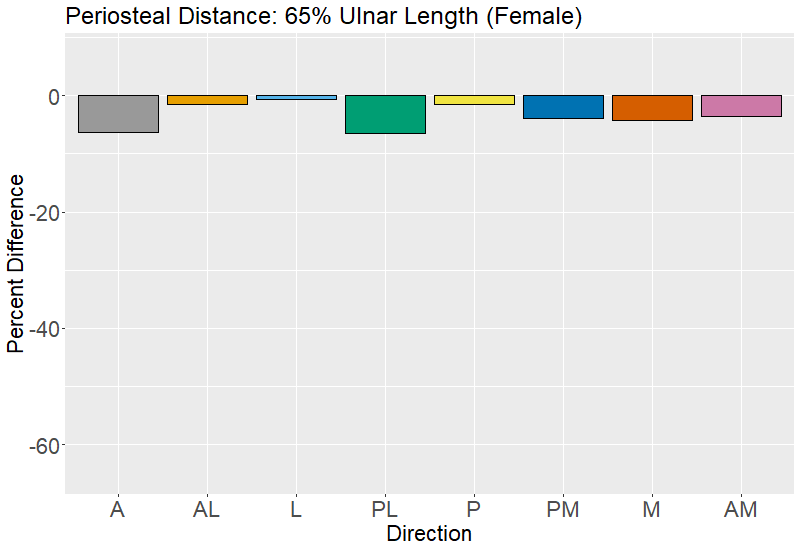 Periosteal Distance: 65% Ulnar Length (Female)
Percent Difference
0
-20
-40
-60
A AL L PL P PM M AM
Direction